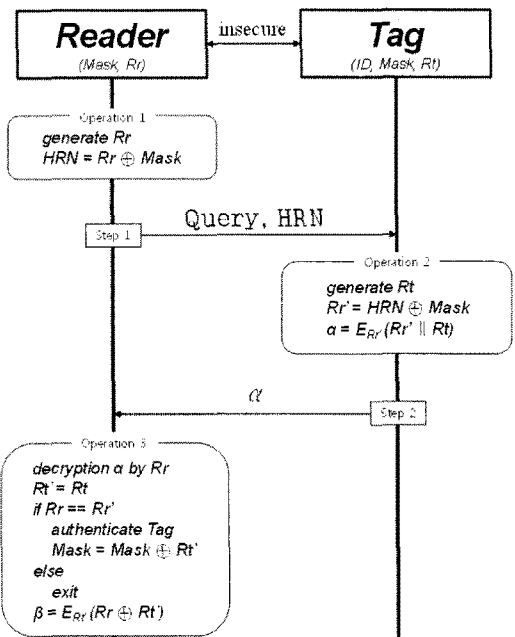 Reader
(Mask, Rr)
insecure
Tag
(ID, Mask, Rt)
Operation 1
generate Rr
HRN = Rr ⊕ Mask
Step 1
Query, HRN
Operation 2
generate Rt
Rr' = HRN ⊕ Mask
α = E_Rr' (Rr' || Rt)
α
Step 2
Operation 3
decryption α by Rr
Rt' = Rt
if Rr == Rr'
authenticate Tag
Mask = Mask ⊕ Rt'
else
exit
β = E_Rr (Rr ⊕ Rt')